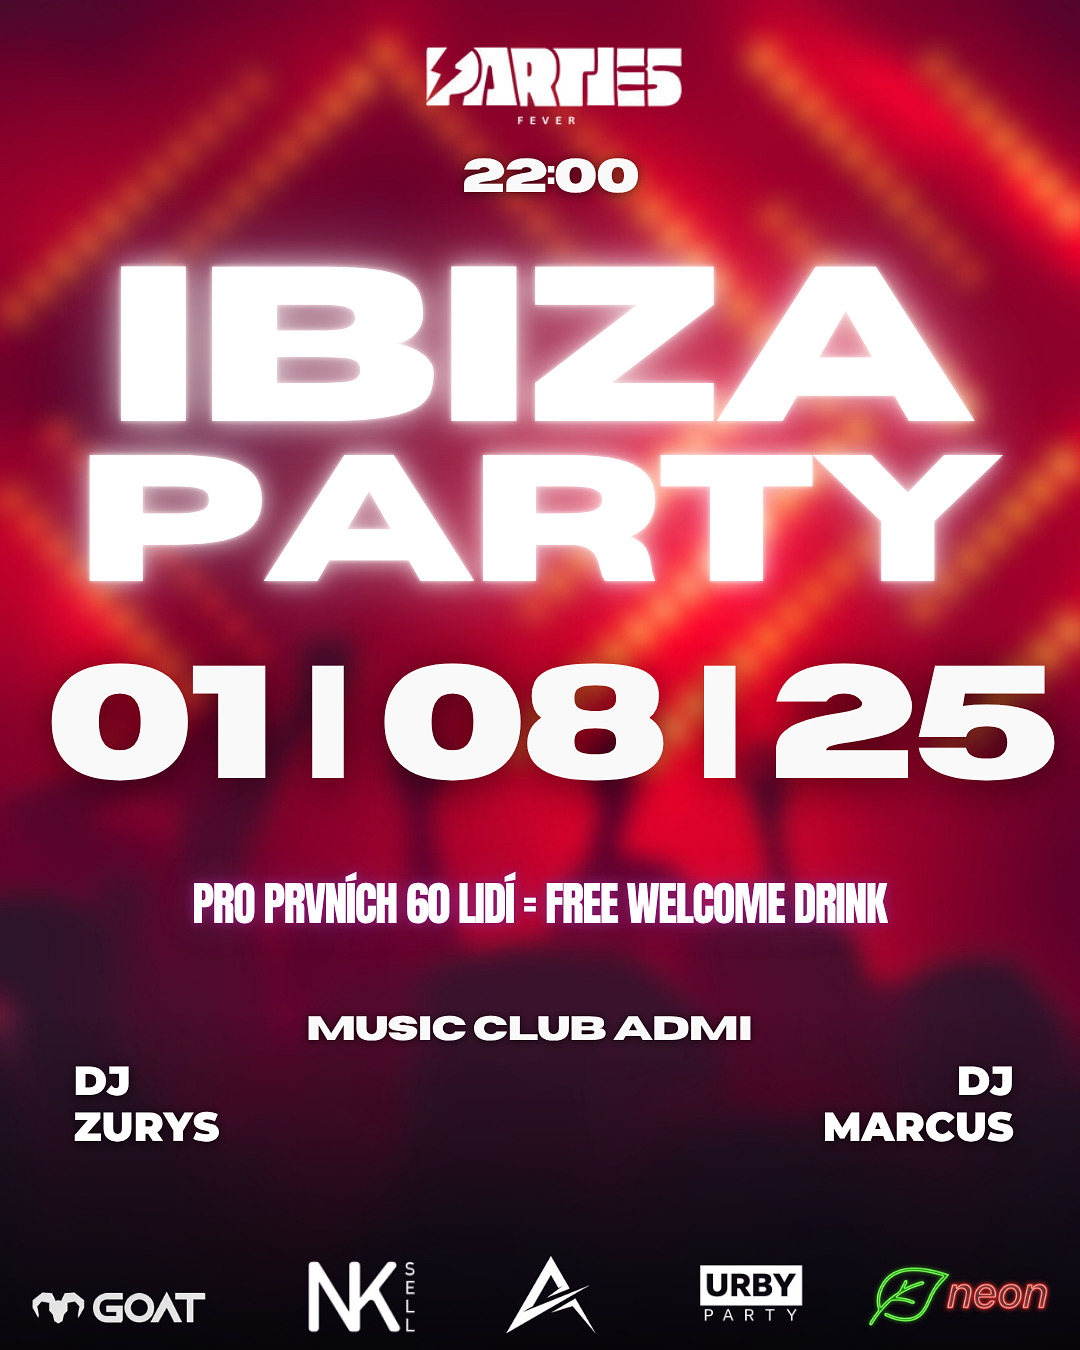 PARTIES
FEVER
22:00
IBIZA
PARTY
01 | 08 | 25
PRO PRVNÍCH 60 LIDÍ = FREE WELCOME DRINK
MUSIC CLUB ADMI
DJ
ZURYS
DJ
MARCUS
GOAT
NK
SELL
URBY
PARTY
neon